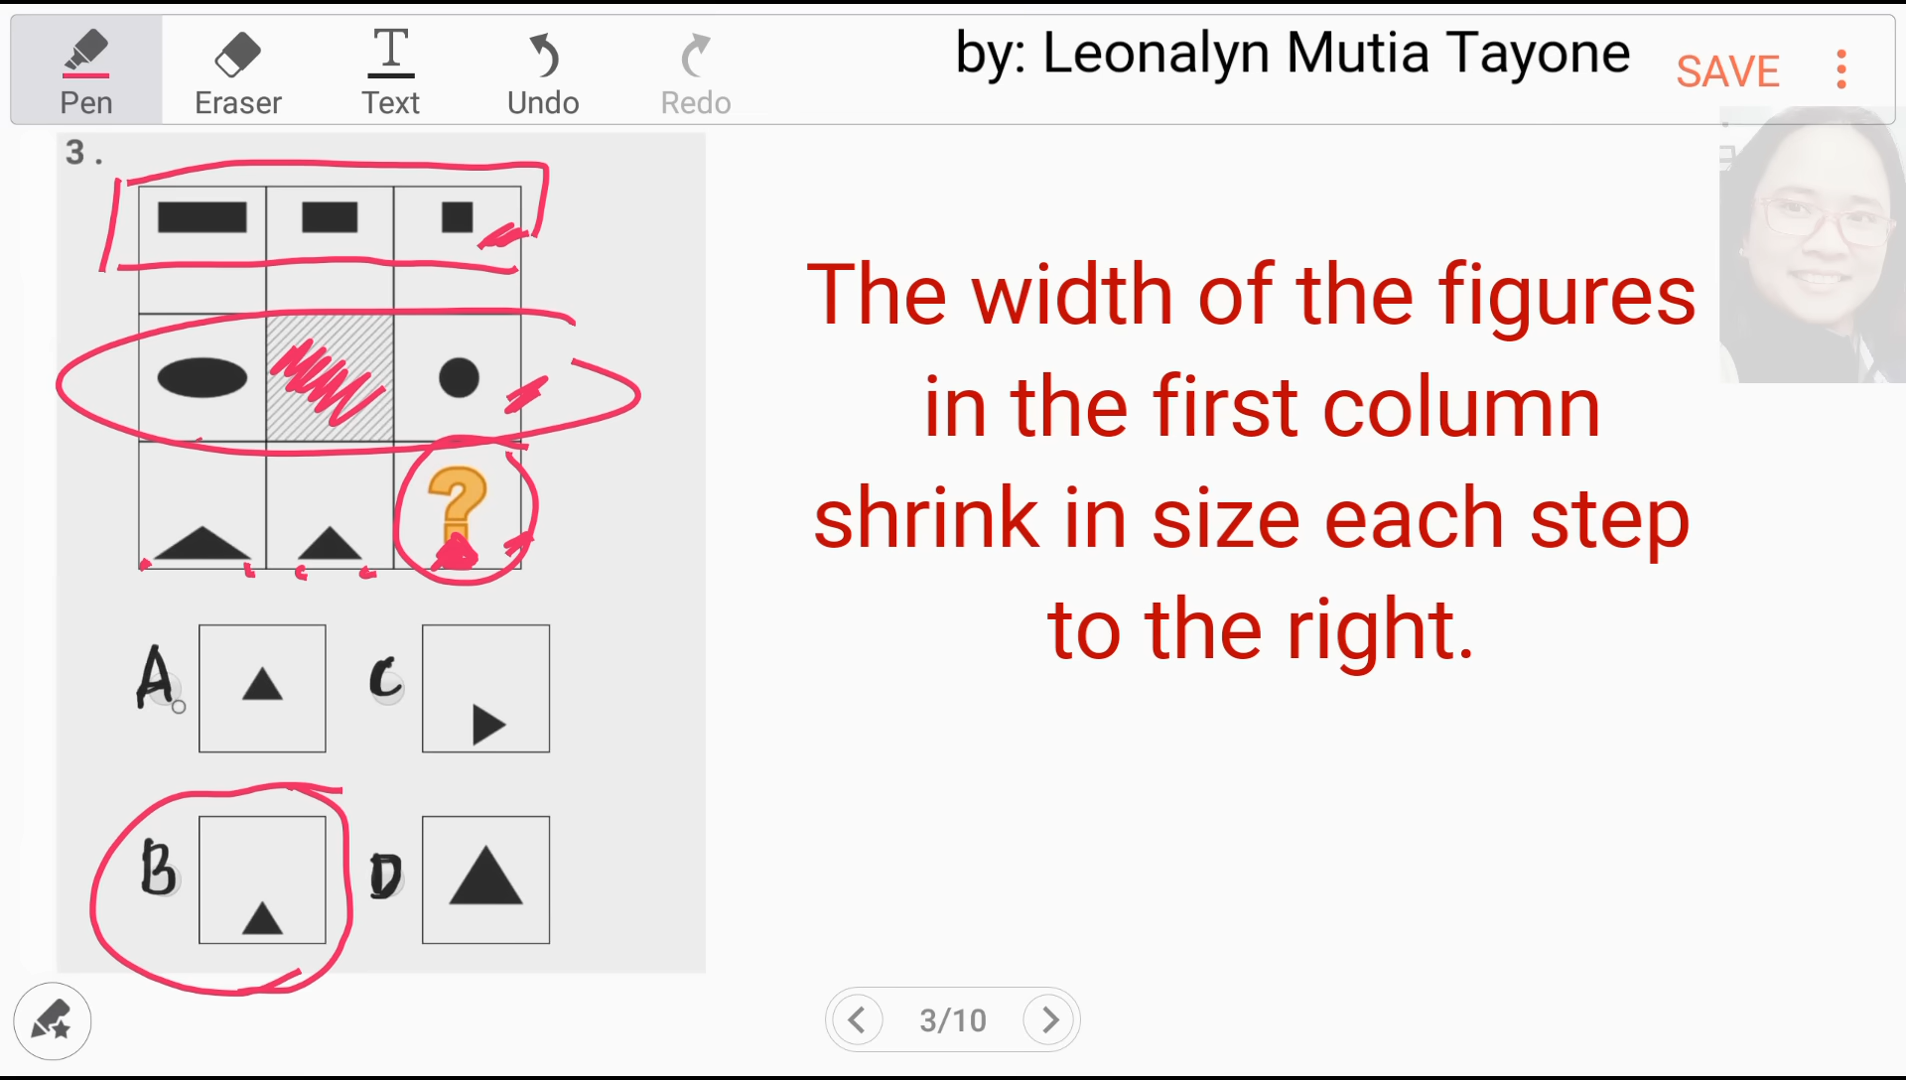 Pen
Eraser
Text
Undo
Redo
by: Leonalyn Mutia Tayone
SAVE
3 .
?
The width of the figures
in the first column
shrink in size each step
to the right.
A
C
B
D
3/10